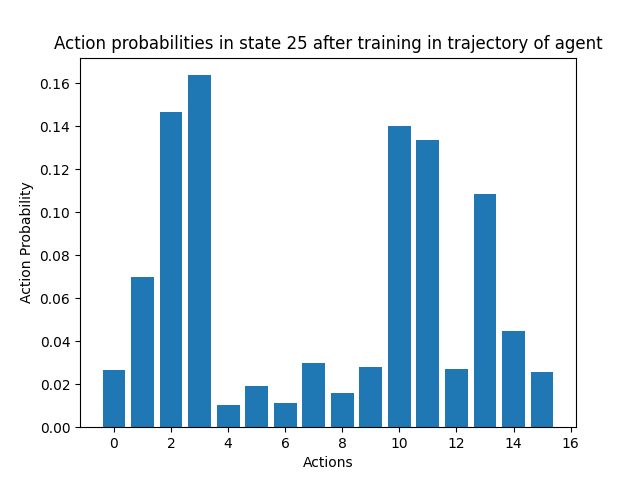 Action probabilities in state 25 after training in trajectory of agent
0.16
0.14
0.12
0.10
0.08
0.06
0.04
0.02
0.00
Action Probability
0 2 4 6 8 10 12 14 16
Actions